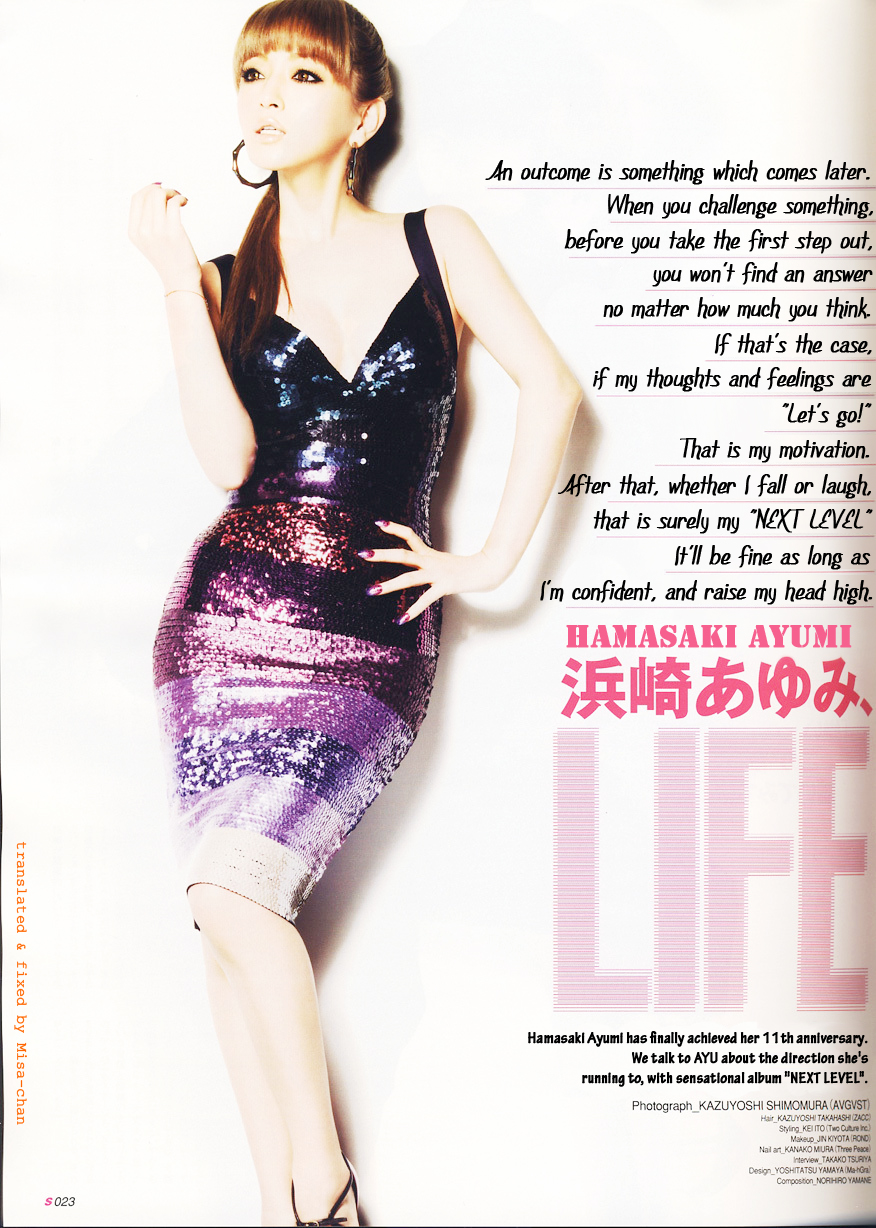 An outcome is something which comes later.
When you challenge something,
before you take the first step out,
you won't find an answer
no matter how much you think.
If that's the case,
if my thoughts and feelings are
"Let's go!"
That is my motivation.
After that, whether I fall or laugh,
that is surely my "NEXT LEVEL"
It'll be fine as long as
I'm confident, and raise my head high.
HAMASAKI AYUMI
浜崎あゆみ、
LIFE
Hamasaki Ayumi has finally achieved her 11th anniversary.
We talk to AYU about the direction she's
running to, with sensational album "NEXT LEVEL".
Photograph_KAZUYOSHI SHIMOMURA (AVGVST)
Hair_KAZUYOSHI TAKAHASHI (ZACC)
Styling_KEI ITO (Two Culture Inc.)
Makeup_JIN KIYOTA (ROND)
Nail art_KANAKO MIURA (Three Peace)
Interview_TAKAKO TSURIYA
Design_YOSHITATSU YAMAYA (Ma-hGra)
Composition_NORIHIRO YAMANE
translated & fixed by Misa-chan
S 023